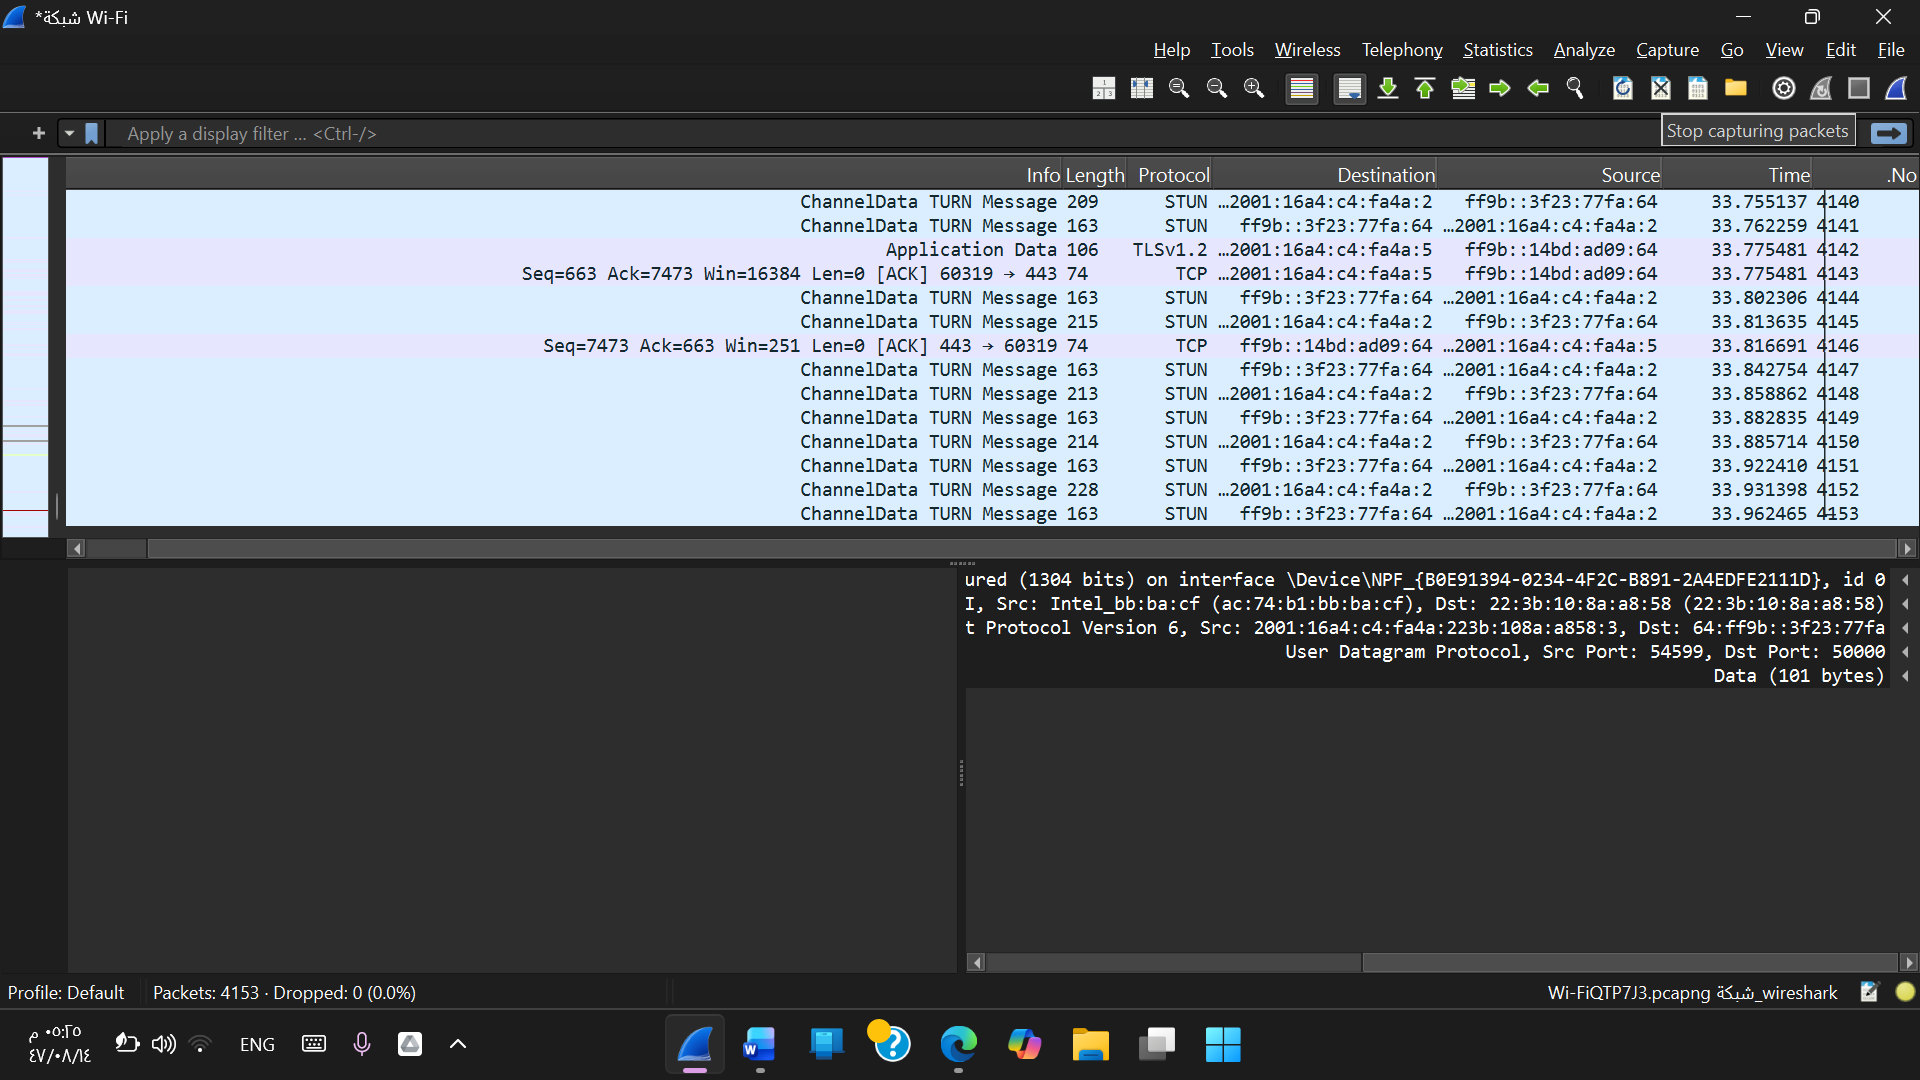 *شبكة Wi-Fi
Help Tools Wireless Telephony Statistics Analyze Capture Go View Edit File
Apply a display filter ... <Ctrl-/>
Stop capturing packets
Info Length Protocol Destination Source Time No.
ChannelData TURN Message 209 STUN …2001:16a4:c4:fa4a:2 ff9b::3f23:77fa:64 33.755137 4140
ChannelData TURN Message 163 STUN ff9b::3f23:77fa:64 …2001:16a4:c4:fa4a:2 33.762259 4141
Application Data 106 TLSv1.2 …2001:16a4:c4:fa4a:5 ff9b::14bd:ad09:64 33.775481 4142
Seq=663 Ack=7473 Win=16384 Len=0 [ACK] 60319 → 443 74 TCP …2001:16a4:c4:fa4a:5 ff9b::14bd:ad09:64 33.775481 4143
ChannelData TURN Message 163 STUN ff9b::3f23:77fa:64 …2001:16a4:c4:fa4a:2 33.802306 4144
ChannelData TURN Message 215 STUN …2001:16a4:c4:fa4a:2 ff9b::3f23:77fa:64 33.813635 4145
Seq=7473 Ack=663 Win=251 Len=0 [ACK] 443 → 60319 74 TCP ff9b::14bd:ad09:64 …2001:16a4:c4:fa4a:5 33.816691 4146
ChannelData TURN Message 163 STUN ff9b::3f23:77fa:64 …2001:16a4:c4:fa4a:2 33.842754 4147
ChannelData TURN Message 213 STUN …2001:16a4:c4:fa4a:2 ff9b::3f23:77fa:64 33.858862 4148
ChannelData TURN Message 163 STUN ff9b::3f23:77fa:64 …2001:16a4:c4:fa4a:2 33.882835 4149
ChannelData TURN Message 214 STUN …2001:16a4:c4:fa4a:2 ff9b::3f23:77fa:64 33.885714 4150
ChannelData TURN Message 163 STUN ff9b::3f23:77fa:64 …2001:16a4:c4:fa4a:2 33.922410 4151
ChannelData TURN Message 228 STUN …2001:16a4:c4:fa4a:2 ff9b::3f23:77fa:64 33.931398 4152
ChannelData TURN Message 163 STUN ff9b::3f23:77fa:64 …2001:16a4:c4:fa4a:2 33.962465 4153
ured (1304 bits) on interface \Device\NPF_{B0E91394-0234-4F2C-B891-2A4EDFE2111D}, id 0
I, Src: Intel_bb:ba:cf (ac:74:b1:bb:ba:cf), Dst: 22:3b:10:8a:a8:58 (22:3b:10:8a:a8:58)
t Protocol Version 6, Src: 2001:16a4:c4:fa4a:223b:108a:a858:3, Dst: 64:ff9b::3f23:77fa
User Datagram Protocol, Src Port: 54599, Dst Port: 50000
Data (101 bytes)
Profile: Default Packets: 4153 · Dropped: 0 (0.0%) Wi-FiQTP7J3.pcapng شبكة_wireshark
٠٥:٢٥ م
ENG
٤٧/٠٨/١٤